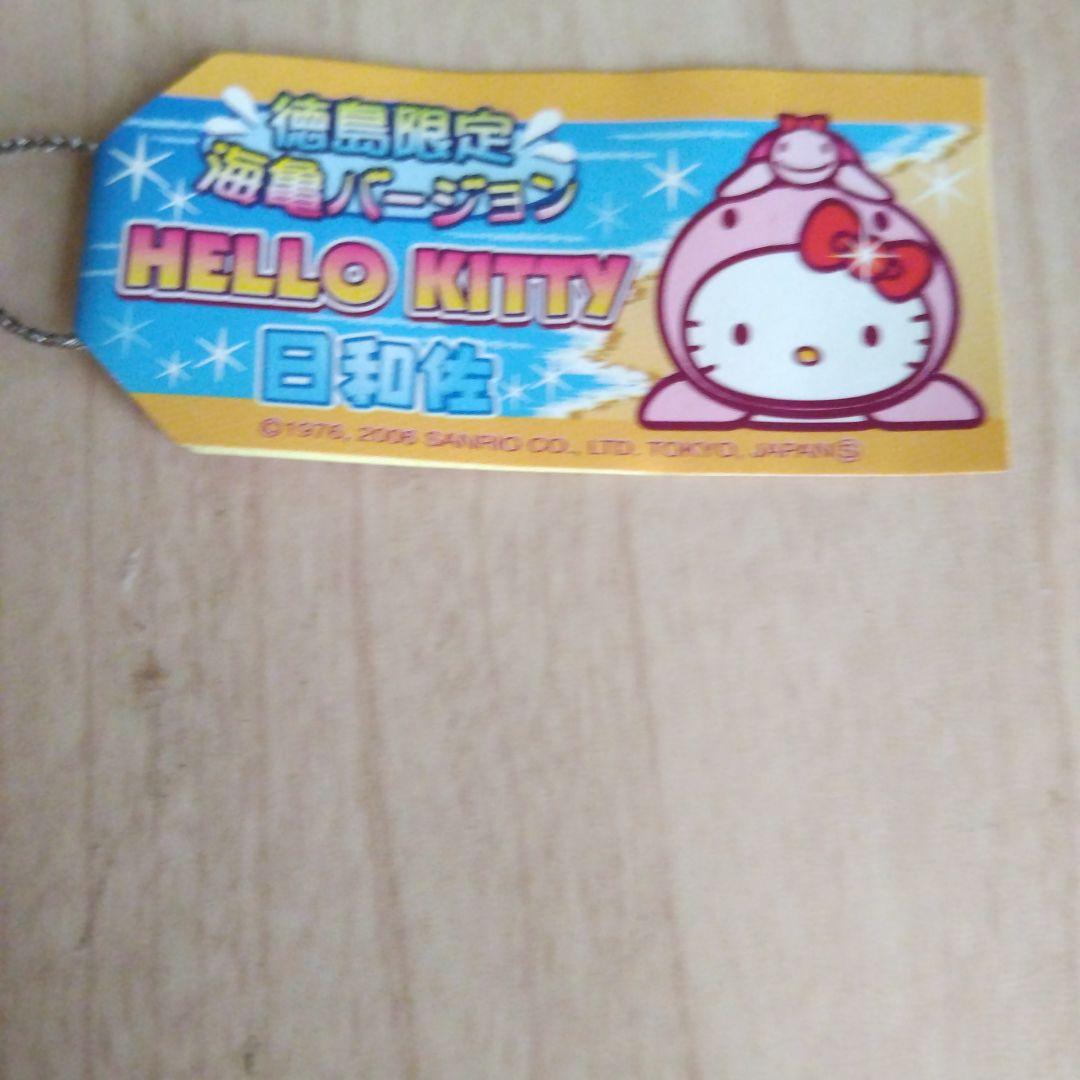 徳島限定
海亀バージョン
HELLO KITTY
日和佐
©1976, 2006 SANRIO CO., LTD. TOKYO, JAPAN Ⓢ